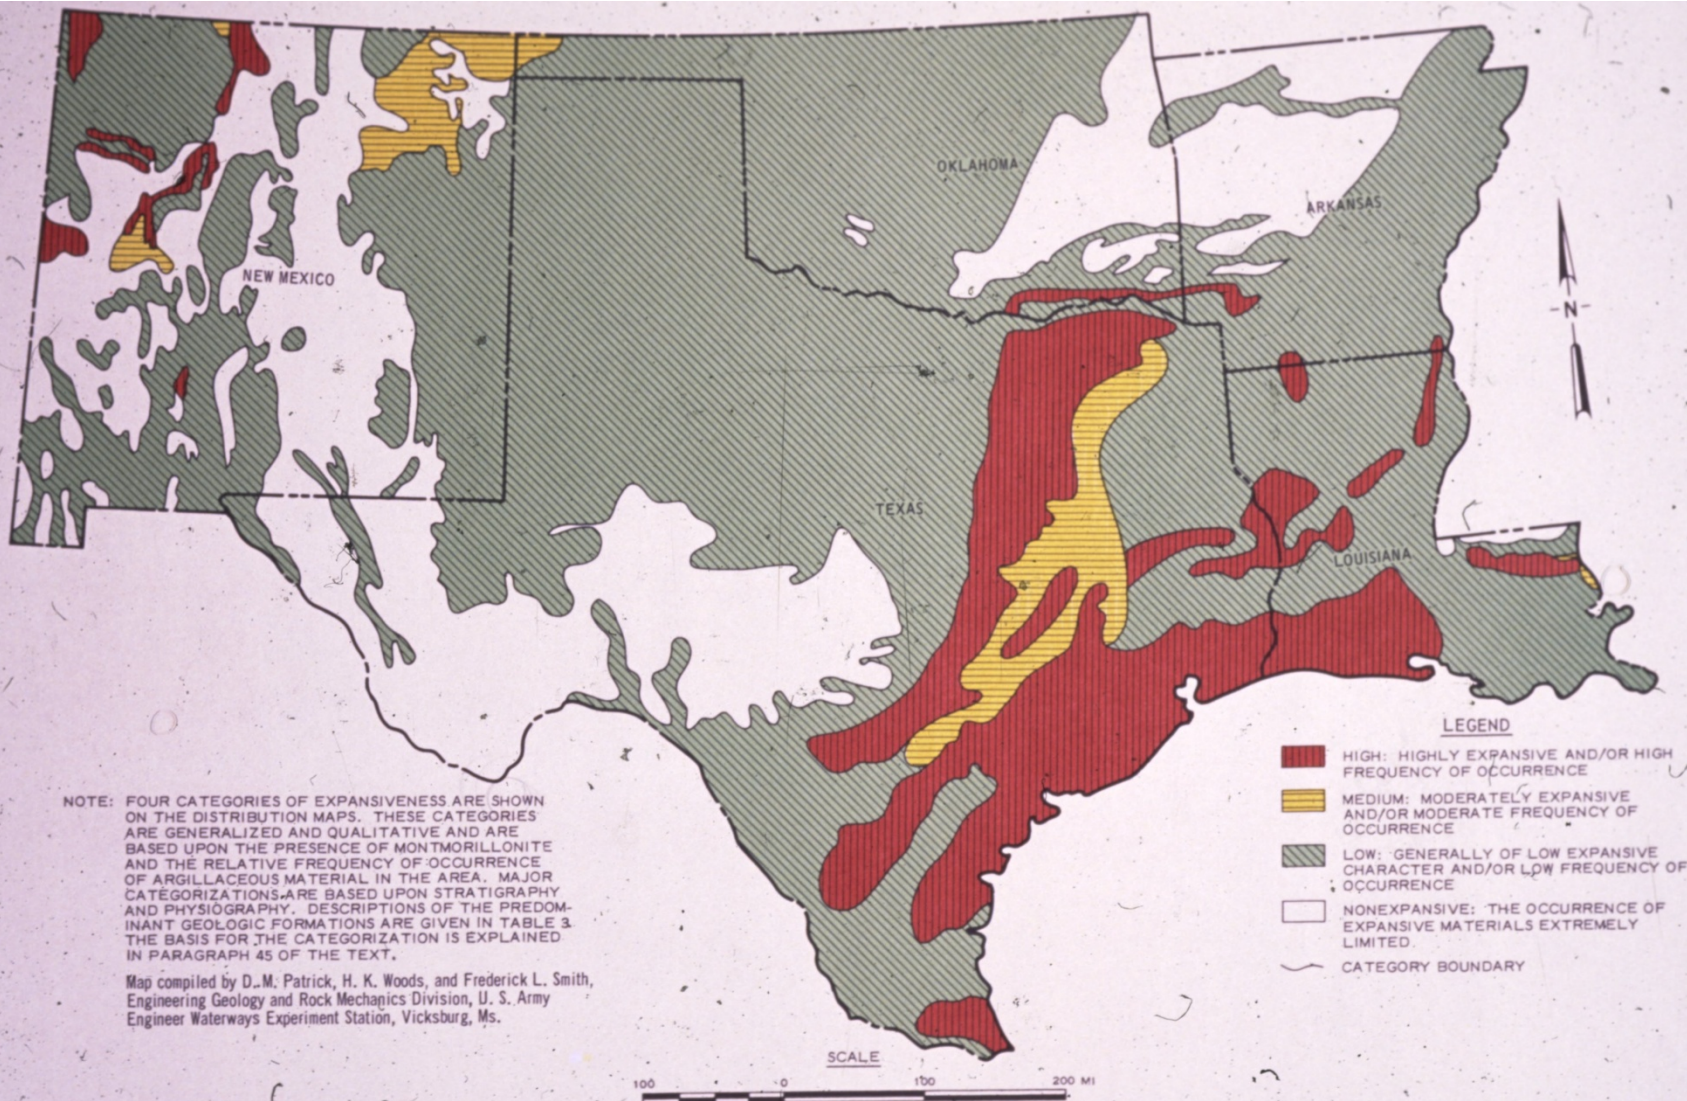 OKLAHOMA
ARKANSAS
NEW MEXICO
N
TEXAS
LOUISIANA
LEGEND
HIGH: HIGHLY EXPANSIVE AND/OR HIGH
FREQUENCY OF OCCURRENCE
MEDIUM: MODERATELY EXPANSIVE
AND/OR MODERATE FREQUENCY OF
OCCURRENCE
LOW: GENERALLY OF LOW EXPANSIVE
CHARACTER AND/OR LOW FREQUENCY OF
OCCURRENCE
NONEXPANSIVE: THE OCCURRENCE OF
EXPANSIVE MATERIALS EXTREMELY
LIMITED
CATEGORY BOUNDARY
NOTE: FOUR CATEGORIES OF EXPANSIVENESS ARE SHOWN
ON THE DISTRIBUTION MAPS. THESE CATEGORIES
ARE GENERALIZED AND QUALITATIVE AND ARE
BASED UPON THE PRESENCE OF MONTMORILLONITE
AND THE RELATIVE FREQUENCY OF OCCURRENCE
OF ARGILLACEOUS MATERIAL IN THE AREA. MAJOR
CATEGORIZATIONS ARE BASED UPON STRATIGRAPHY
AND PHYSIOGRAPHY. DESCRIPTIONS OF THE PREDOM-
INANT GEOLOGIC FORMATIONS ARE GIVEN IN TABLE 3.
THE BASIS FOR THE CATEGORIZATION IS EXPLAINED
IN PARAGRAPH 45 OF THE TEXT.
Map compiled by D. M. Patrick, H. K. Woods, and Frederick L. Smith,
Engineering Geology and Rock Mechanics Division, U. S. Army
Engineer Waterways Experiment Station, Vicksburg, Ms.
SCALE
100 0 100 200 MI